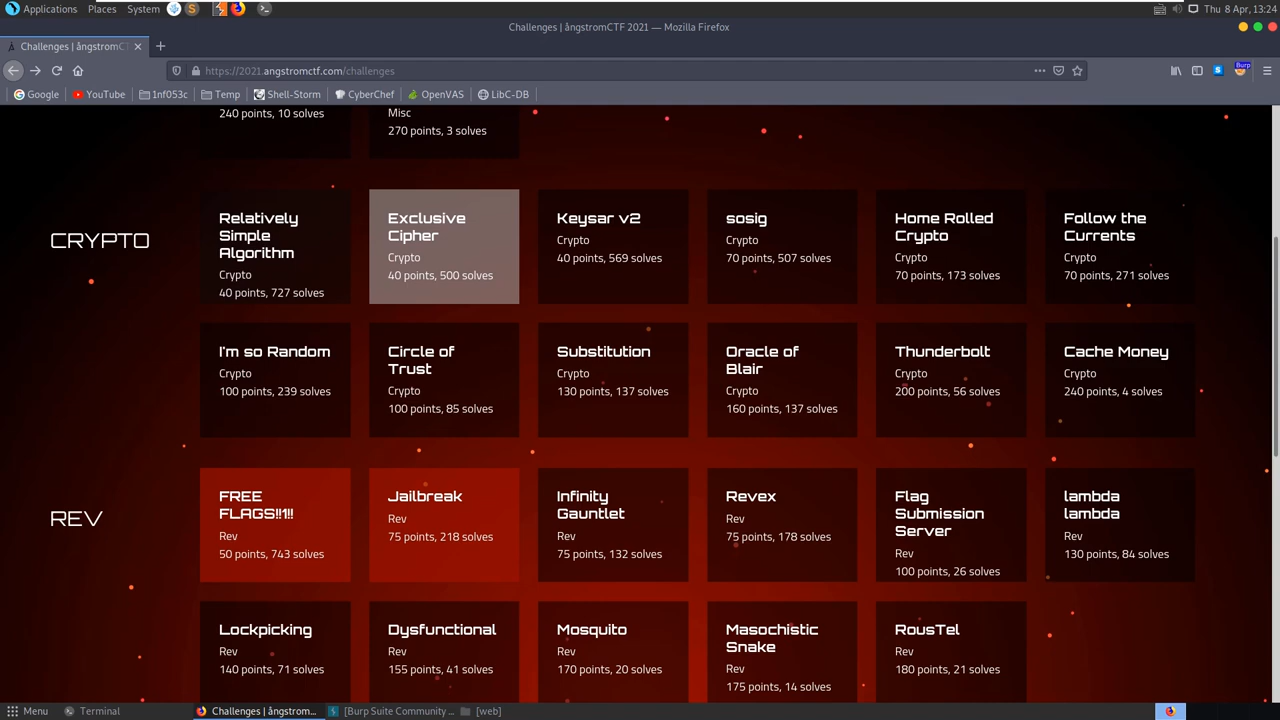 Applications Places System Thu 8 Apr, 13:24
Challenges | ångstromCTF 2021 — Mozilla Firefox
Challenges | ångstromCT
https://2021.angstromctf.com/challenges
Burp
Google YouTube 1nf053c Temp Shell-Storm CyberChef OpenVAS LibC-DB
240 points, 10 solves
Misc
270 points, 3 solves
CRYPTO
Relatively
Simple
Algorithm
Crypto
40 points, 727 solves
Exclusive
Cipher
Crypto
40 points, 500 solves
Keysar v2
Crypto
40 points, 569 solves
sosig
Crypto
70 points, 507 solves
Home Rolled
Crypto
Crypto
70 points, 173 solves
Follow the
Currents
Crypto
70 points, 271 solves
I'm so Random
Crypto
100 points, 239 solves
Circle of
Trust
Crypto
100 points, 85 solves
Substitution
Crypto
130 points, 137 solves
Oracle of
Blair
Crypto
160 points, 137 solves
Thunderbolt
Crypto
200 points, 56 solves
Cache Money
Crypto
240 points, 4 solves
REV
FREE
FLAGS!!1!!
Rev
50 points, 743 solves
Jailbreak
Rev
75 points, 218 solves
Infinity
Gauntlet
Rev
75 points, 132 solves
Revex
Rev
75 points, 178 solves
Flag
Submission
Server
Rev
100 points, 26 solves
lambda
lambda
Rev
130 points, 84 solves
Lockpicking
Rev
140 points, 71 solves
Dysfunctional
Rev
155 points, 41 solves
Mosquito
Rev
170 points, 20 solves
Masochistic
Snake
Rev
175 points, 14 solves
RousTel
Rev
180 points, 21 solves
Menu Terminal Challenges | ångstrom... [Burp Suite Community ... [web]